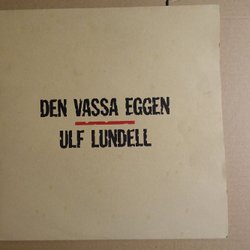 DEN VASSA EGGEN
ULF LUNDELL